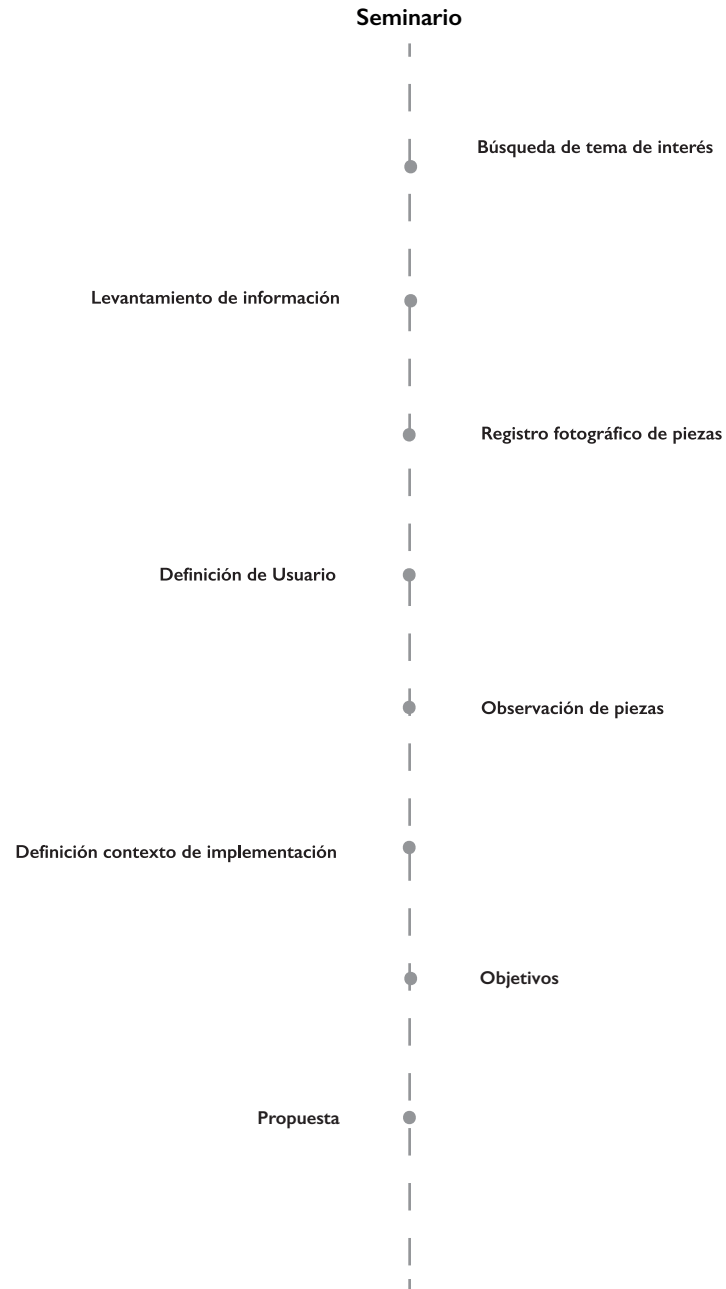 Seminario
Búsqueda de tema de interés
Levantamiento de información
Registro fotográfico de piezas
Definición de Usuario
Observación de piezas
Definición contexto de implementación
Objetivos
Propuesta